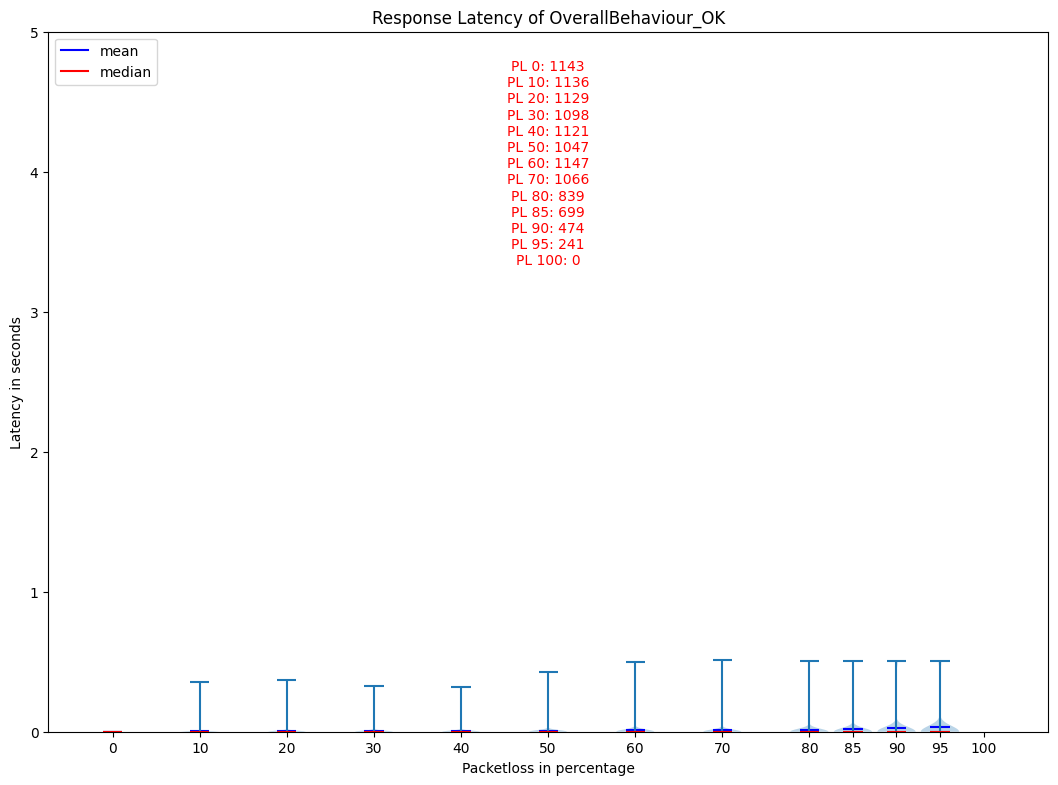 Response Latency of OverallBehaviour_OK
mean
median
PL 0: 1143
PL 10: 1136
PL 20: 1129
PL 30: 1098
PL 40: 1121
PL 50: 1047
PL 60: 1147
PL 70: 1066
PL 80: 839
PL 85: 699
PL 90: 474
PL 95: 241
PL 100: 0
Latency in seconds
5
4
3
2
1
0
0 10 20 30 40 50 60 70 80 85 90 95 100
Packetloss in percentage